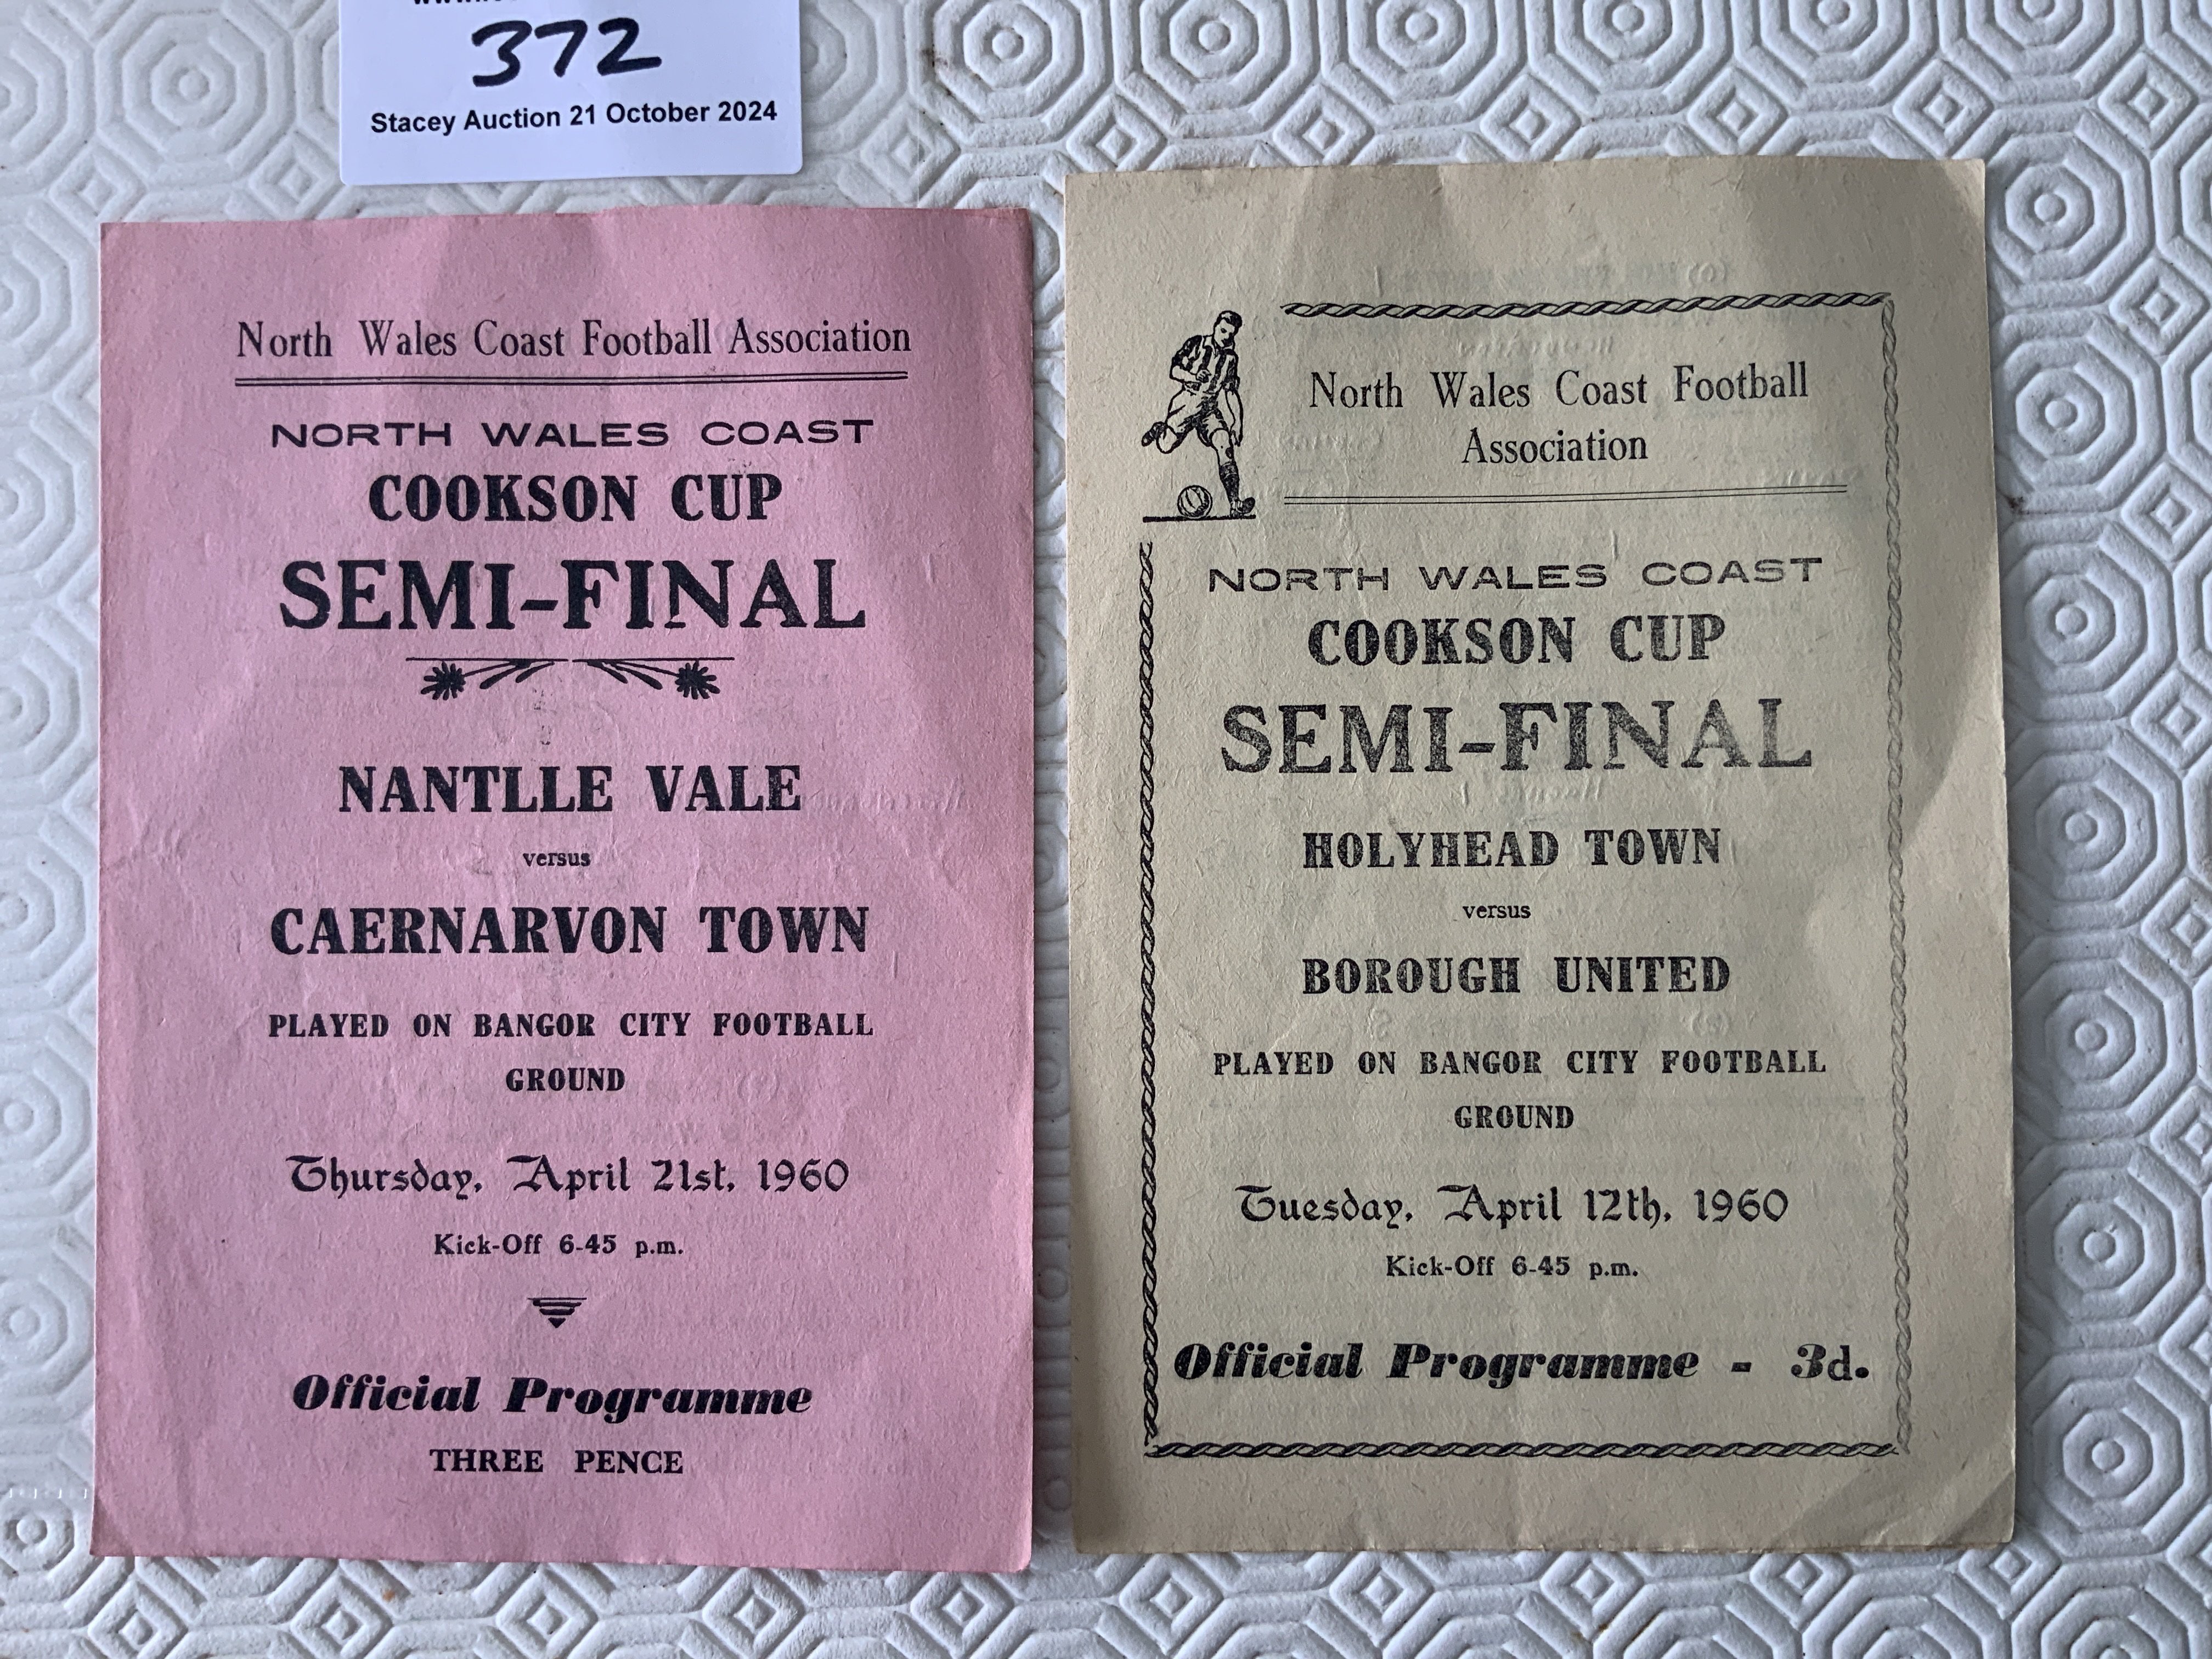 372
Stacey Auction 21 October 2024
North Wales Coast Football Association
NORTH WALES COAST
COOKSON CUP
SEMI-FINAL
NANTLLE VALE
versus
CAERNARVON TOWN
PLAYED ON BANGOR CITY FOOTBALL
GROUND
Thursday, April 21st, 1960
Kick-Off 6-45 p.m.
Official Programme
THREE PENCE
North Wales Coast Football
Association
NORTH WALES COAST
COOKSON CUP
SEMI-FINAL
HOLYHEAD TOWN
versus
BOROUGH UNITED
PLAYED ON BANGOR CITY FOOTBALL
GROUND
Tuesday, April 12th, 1960
Kick-Off 6-45 p.m.
Official Programme - 3d.